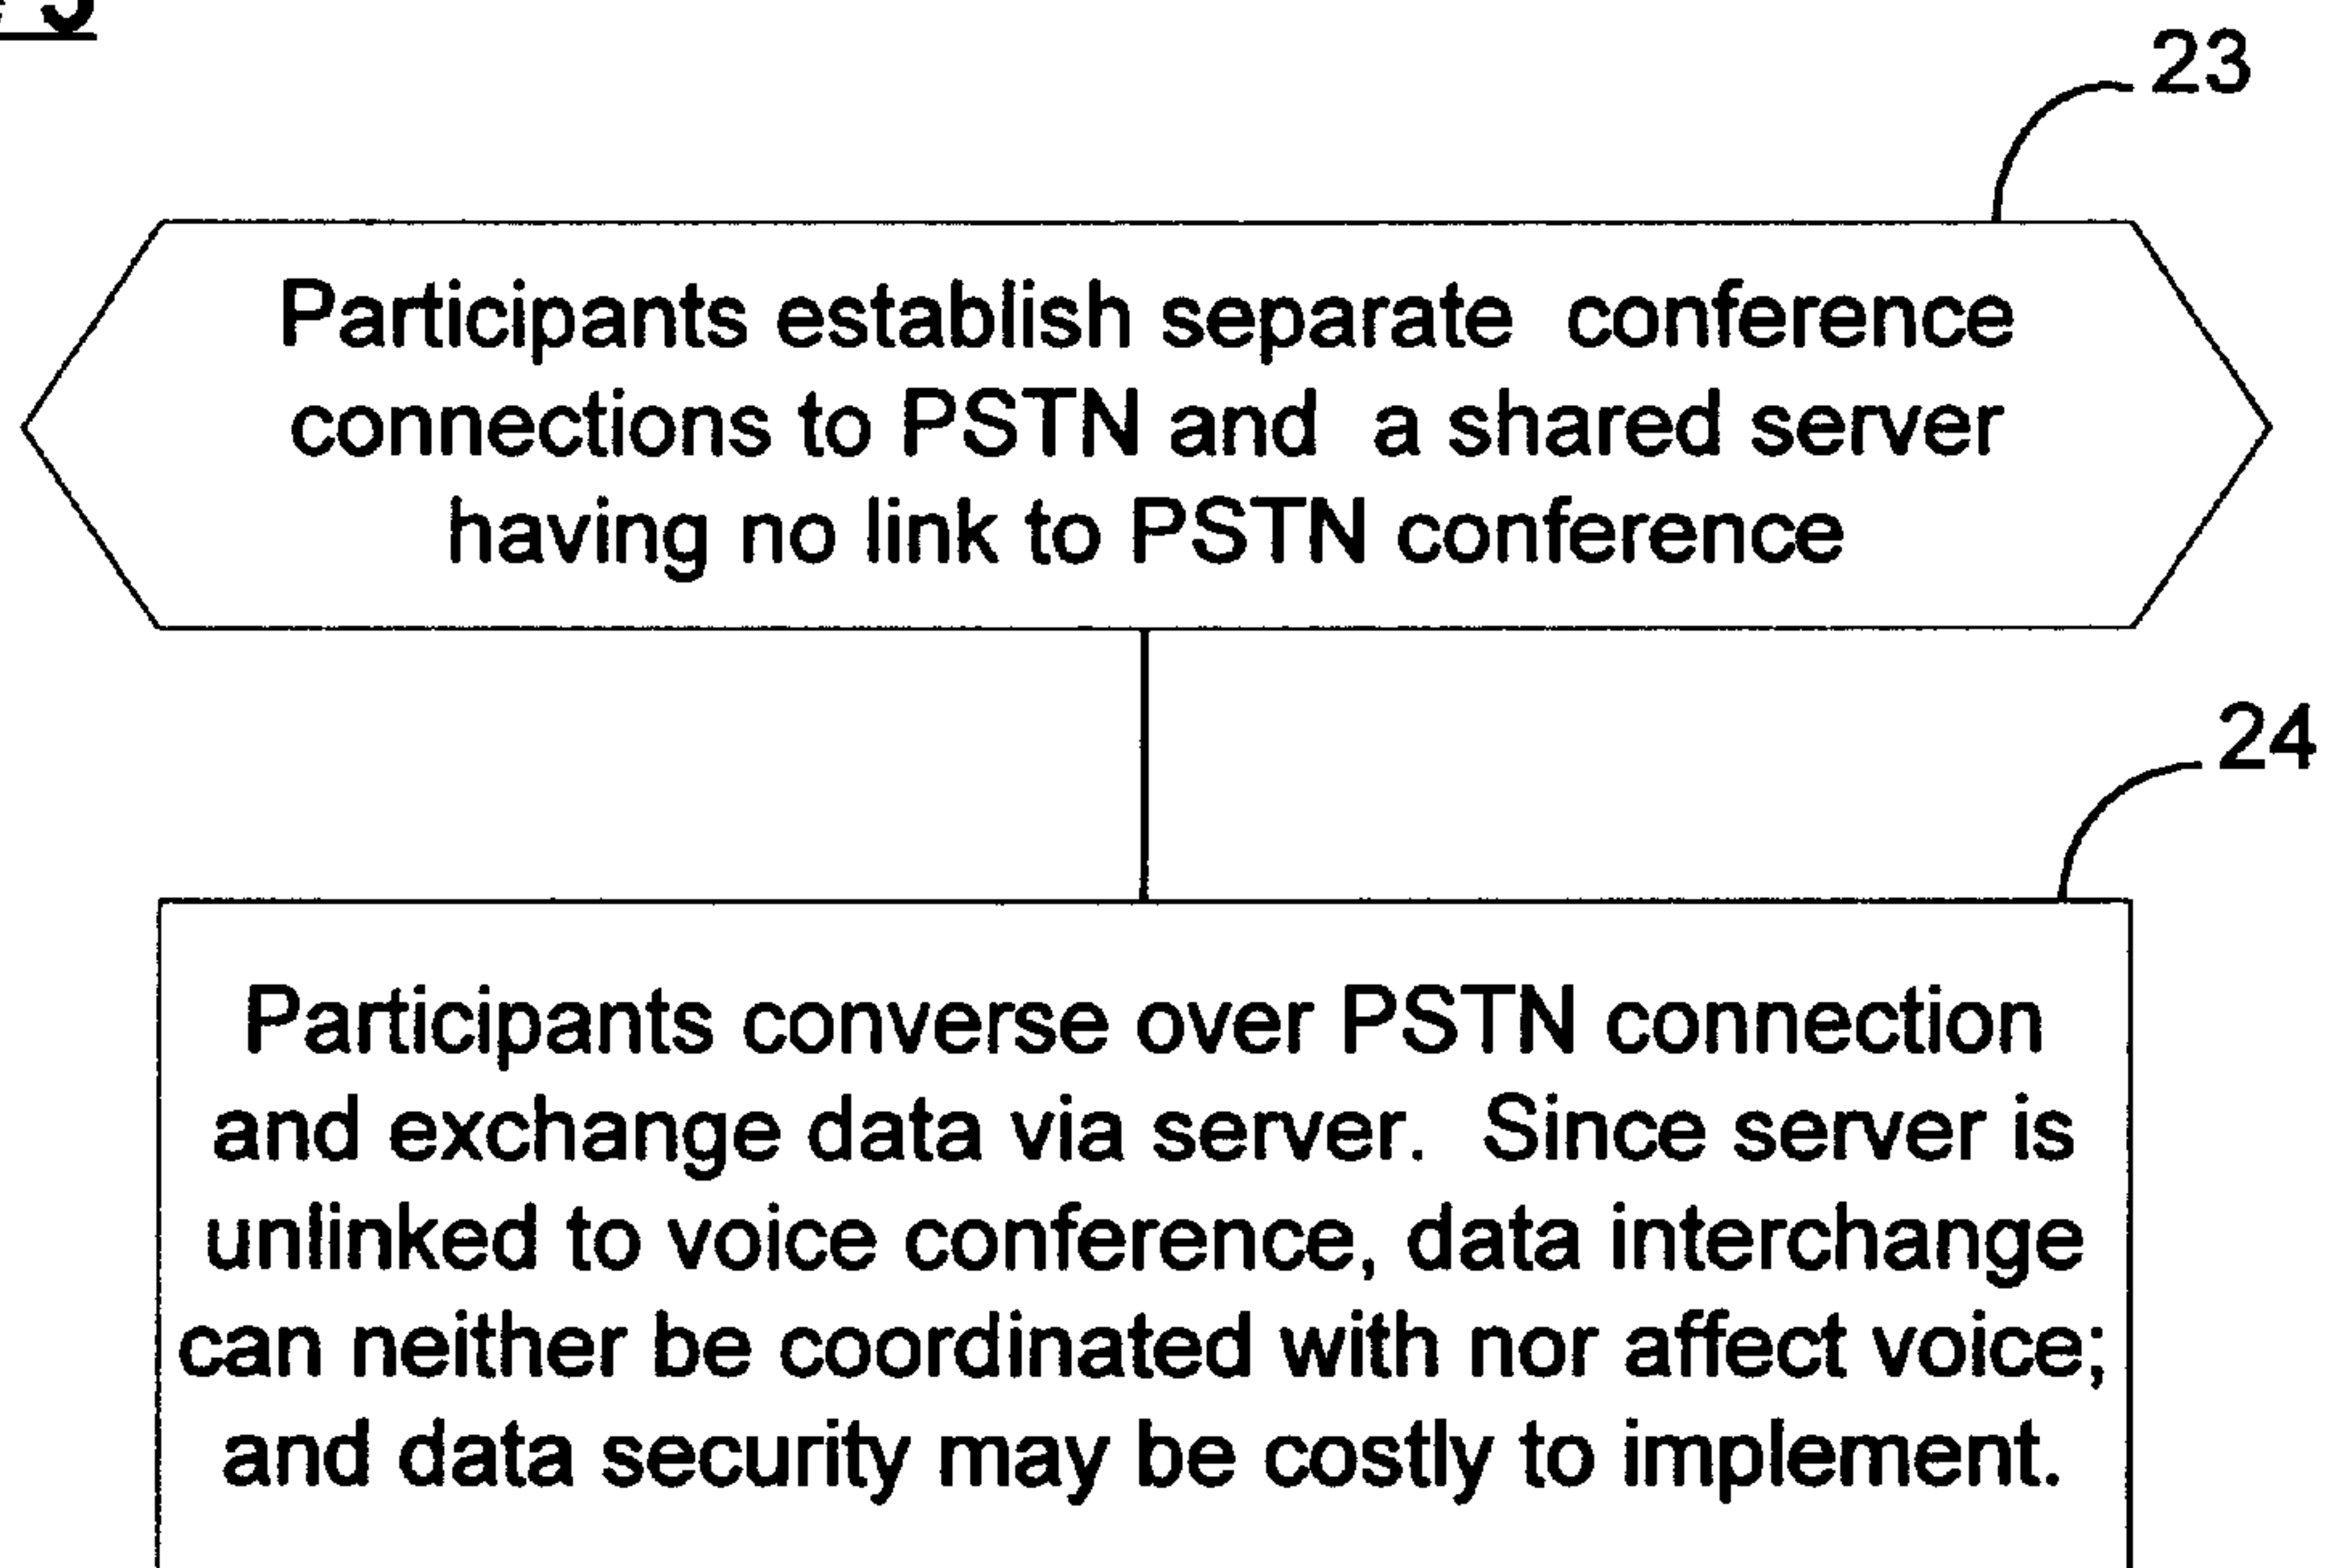 23
Participants establish separate conference
connections to PSTN and a shared server
having no link to PSTN conference
24
Participants converse over PSTN connection
and exchange data via server. Since server is
unlinked to voice conference, data interchange
can neither be coordinated with nor affect voice;
and data security may be costly to implement.